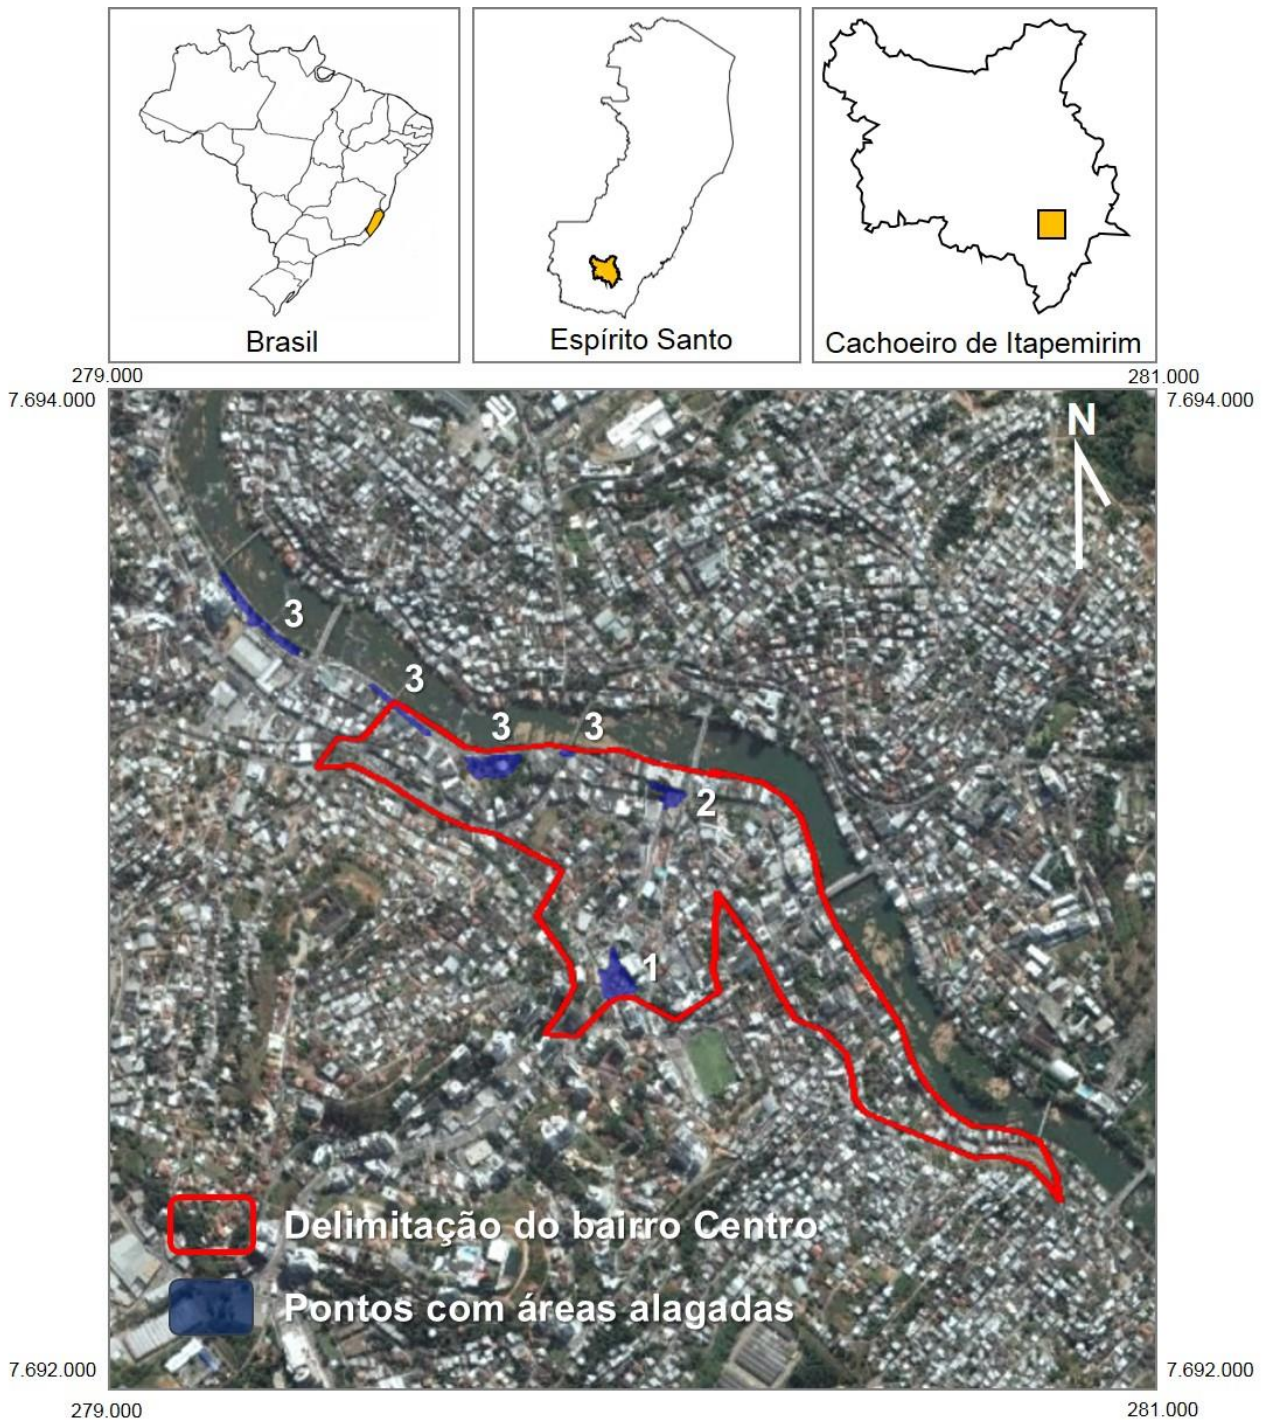 Brasil
Espírito Santo
Cachoeiro de Itapemirim
279.000
281.000
7.694.000
7.694.000
N
3
3
3
3
2
1
Delimitação do bairro Centro
Pontos com áreas alagadas
7.692.000
7.692.000
279.000
281.000